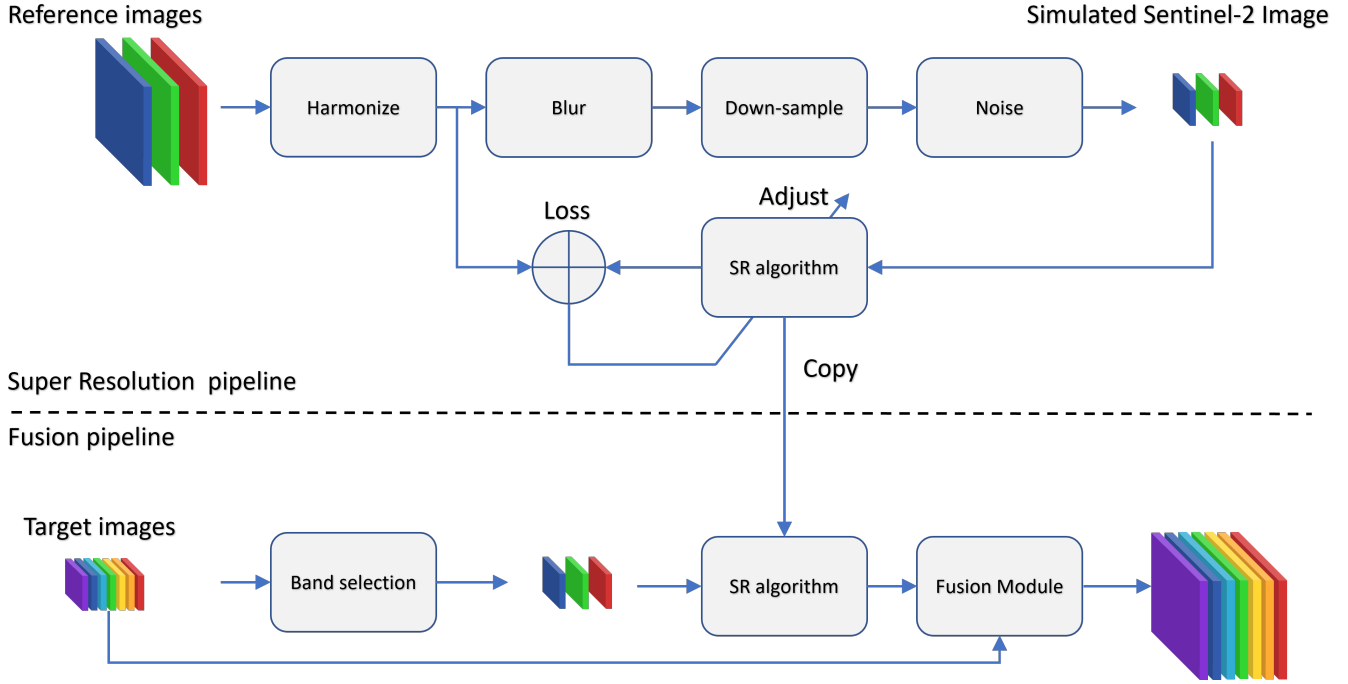 Reference images
Simulated Sentinel-2 Image
Harmonize
Blur
Down-sample
Noise
Adjust
Loss
SR algorithm
Copy
Super Resolution pipeline
Fusion pipeline
Target images
Band selection
SR algorithm
Fusion Module